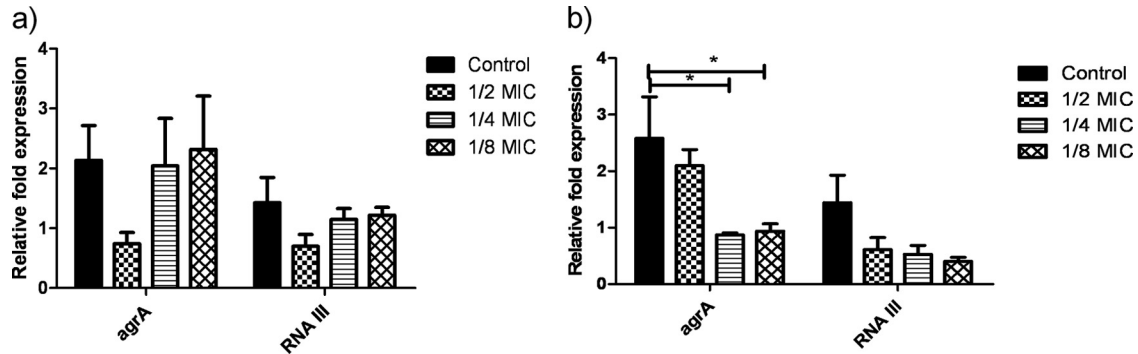 a)
Relative fold expression
4
3
2
1
0
agrA
RNA III
Control
1/2 MIC
1/4 MIC
1/8 MIC
b)
Relative fold expression
4
3
2
1
0
*
*
agrA
RNA III
Control
1/2 MIC
1/4 MIC
1/8 MIC